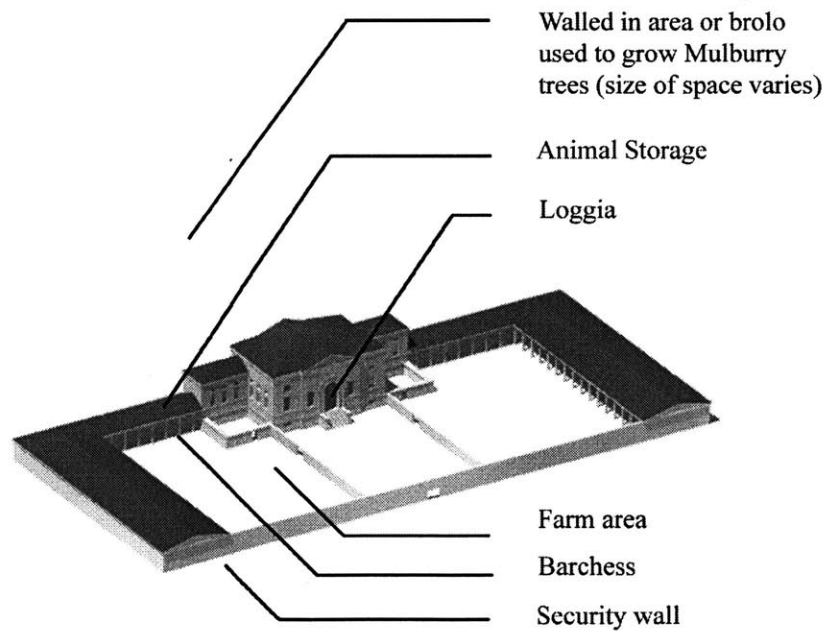 Walled in area or brolo
used to grow Mulburry
trees (size of space varies)
Animal Storage
Loggia
Farm area
Barchess
Security wall